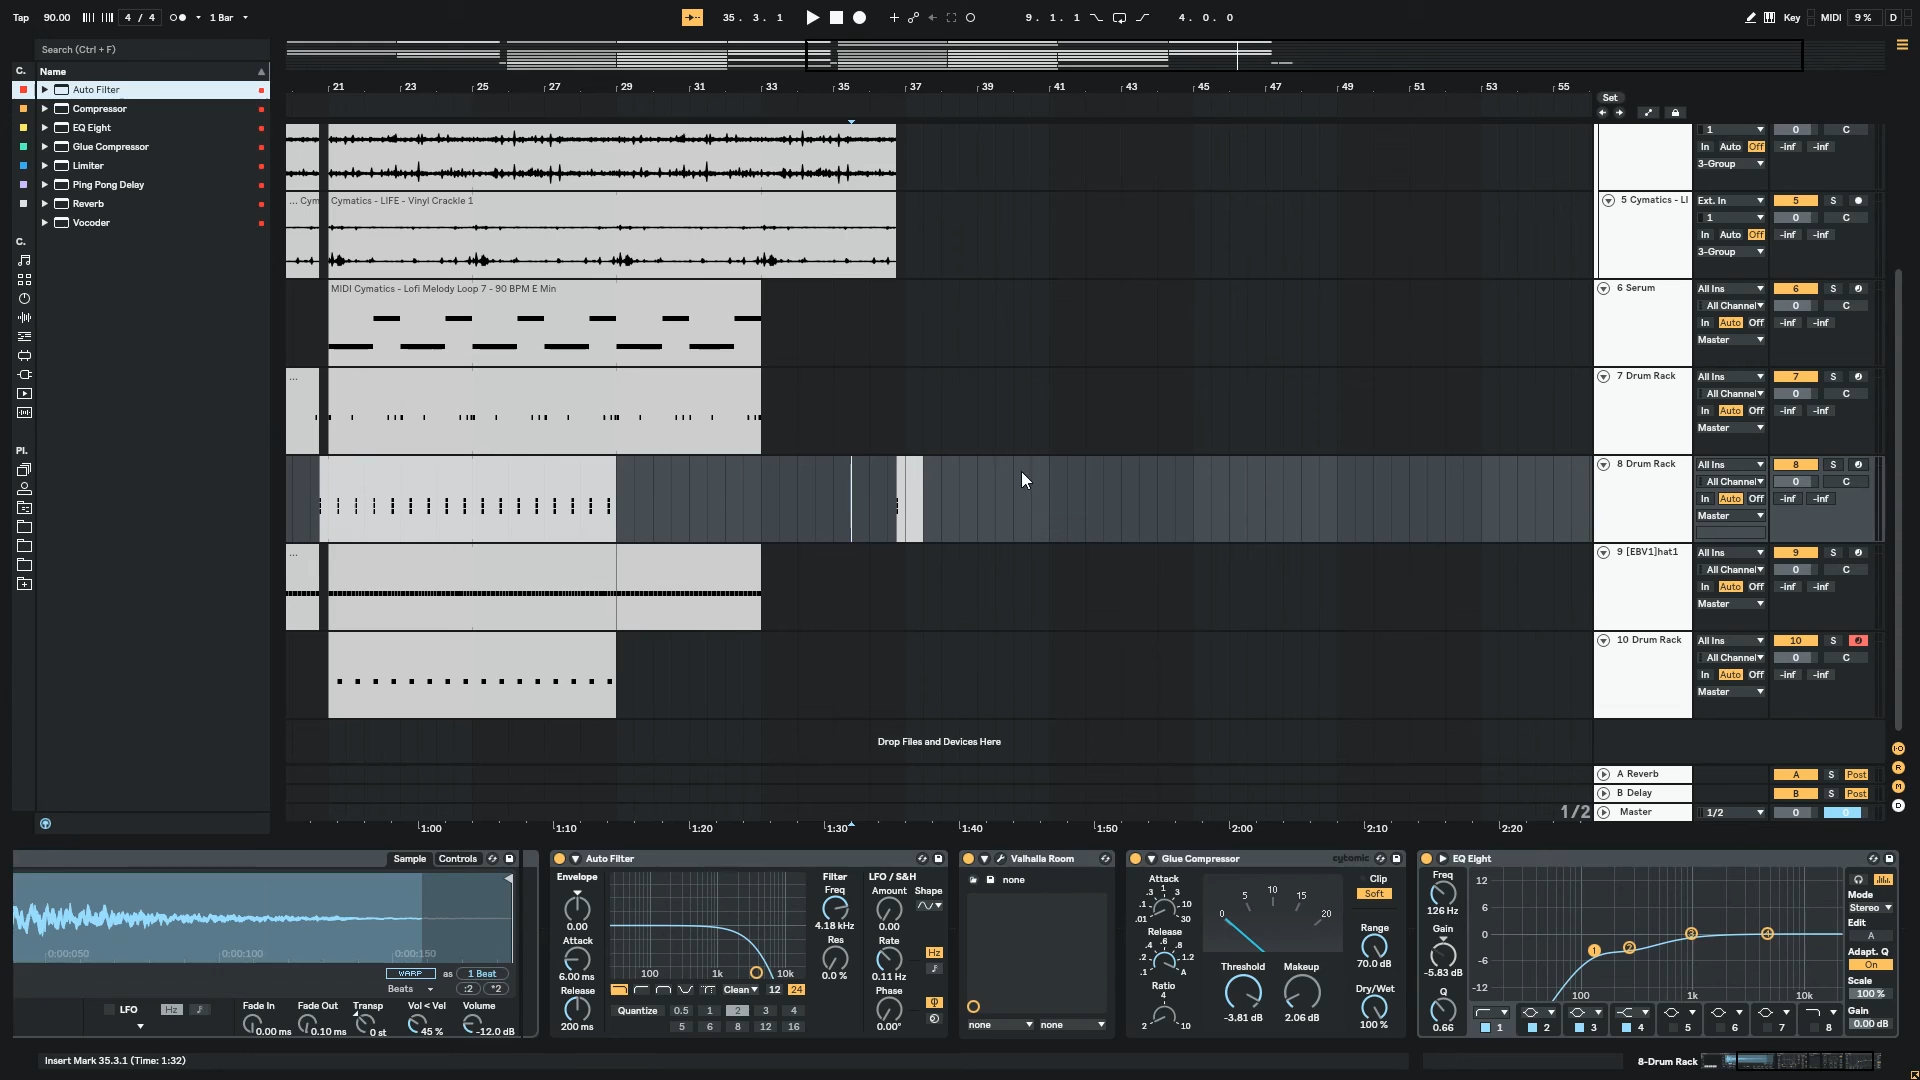 Tap 90.00 4 / 4 1 Bar 35. 3. 1 9. 1. 1 4. 0. 0 Key MIDI 9 % D
Search (Ctrl + F)
C. Name
Auto Filter
Compressor
EQ Eight
Glue Compressor
Limiter
Ping Pong Delay
Reverb
Vocoder
C.
Pl.
21 23 25 27 29 31 33 35 37 39 41 43 45 47 49 51 53 55
Set
1 0 C
In Auto Off -inf -inf
3-Group
... Cym Cymatics - LIFE - Vinyl Crackle 1 5 Cymatics - LI Ext. In 5 S
1 0 C
In Auto Off -inf -inf
3-Group
MIDI Cymatics - Lofi Melody Loop 7 - 90 BPM E Min 6 Serum All Ins 6 S
All Channel 0 C
In Auto Off -inf -inf
Master
... 7 Drum Rack All Ins 7 S
All Channel 0 C
In Auto Off -inf -inf
Master
8 Drum Rack All Ins 8 S
All Channel 0 C
In Auto Off -inf -inf
Master
... 9 [EBV1]hat1 All Ins 9 S
All Channel 0 C
In Auto Off -inf -inf
Master
10 Drum Rack All Ins 10 S
All Channel 0 C
In Auto Off -inf -inf
Master
Drop Files and Devices Here
A Reverb A S Post
B Delay B S Post
1/2 Master 1/2 0 0
1:00 1:10 1:20 1:30 1:40 1:50 2:00 2:10 2:20
R
M
D
Sample Controls
0:00:050 0:00:100 0:00:150
WARP as 1 Beat
Beats :2 *2
LFO Hz Fade In Fade Out Transp Vol < Vel Volume
0.00 ms 0.10 ms 0 st 45 % -12.0 dB
Auto Filter
Envelope
0.00
Attack
6.00 ms
Release
200 ms
100 1k 10k
Clean 12 24
Quantize 0.5 1 2 3 4
5 6 8 12 16
Filter
Freq
4.18 kHz
Res
0.0 %
LFO / S&H
Amount Shape
0.00
Rate Hz
0.11 Hz
Phase
0.00°
Valhalla Room
none
none none
Glue Compressor cytomic
Attack
.3 1 3
.1 10
.01 30
Release
.4 .6 .8
.2 1.2
.1 A
Ratio
4
2 10
0 5 10 15 20
Threshold Makeup
-3.81 dB 2.06 dB
Clip
Soft
Range
70.0 dB
Dry/Wet
100 %
EQ Eight
Freq
126 Hz
Gain
-5.83 dB
Q
0.66
12
6
0
-6
-12
1 2 3 4
100 1k 10k
1 2 3 4 5 6 7 8
Mode
Stereo
Edit
A
Adapt. Q
On
Scale
100 %
Gain
0.00 dB
Insert Mark 35.3.1 (Time: 1:32) 8-Drum Rack